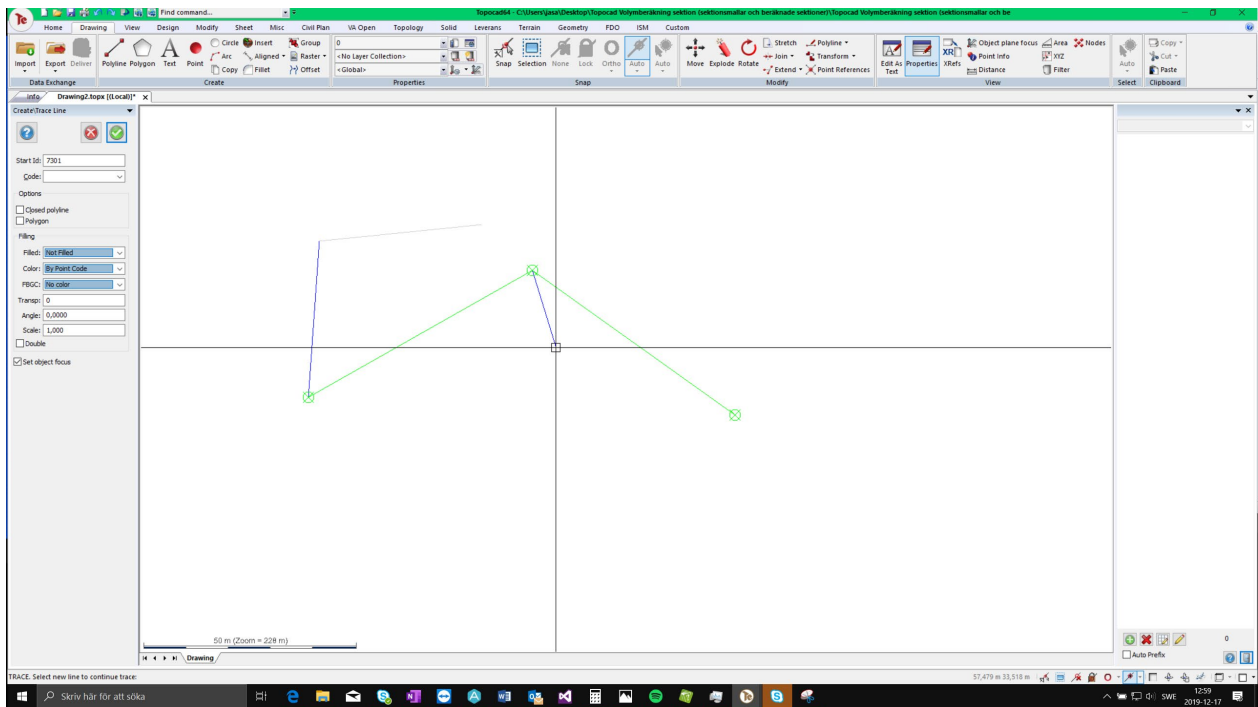 Te Find command... Topocad64 - C:\Users\jasa\Desktop\Topocad Volymberäkning sektion (sektionsmallar och beräknade sektioner)\Topocad Volymberäkning sektion (sektionsmallar och be
Home Drawing View Design Modify Sheet Misc Civil Plan VA Open Topology Solid Leverans Terrain Geometry FDO ISM Custom
Import Export Deliver Polyline Polygon Text Point
Circle Insert Group
Arc Aligned Raster
Copy Fillet Offset
0
<No Layer Collection>
<Global>
Snap Selection None Lock Ortho Auto Auto
Move Explode Rotate
Stretch Polyline
Join Transform
Extend Point References
Edit As Text Properties XRefs
Object plane focus Area Nodes
Point Info XYZ
Distance Filter
Auto
Copy
Cut
Paste
Data Exchange Create Properties Snap Modify View Select Clipboard
Info Drawing2.topx [(Local)]* x
Create\Trace Line
Start Id: 7301
Code:
Options
Closed polyline
Polygon
Filling
Filled: Not Filled
Color: By Point Code
FBGC: No color
Transp: 0
Angle: 0,0000
Scale: 1,000
Double
Set object focus
50 m (Zoom = 228 m)
Drawing
0
Auto Prefix
TRACE. Select new line to continue trace:
57,479 m 33,518 m
Skriv här för att söka
SWE
12:59
2019-12-17